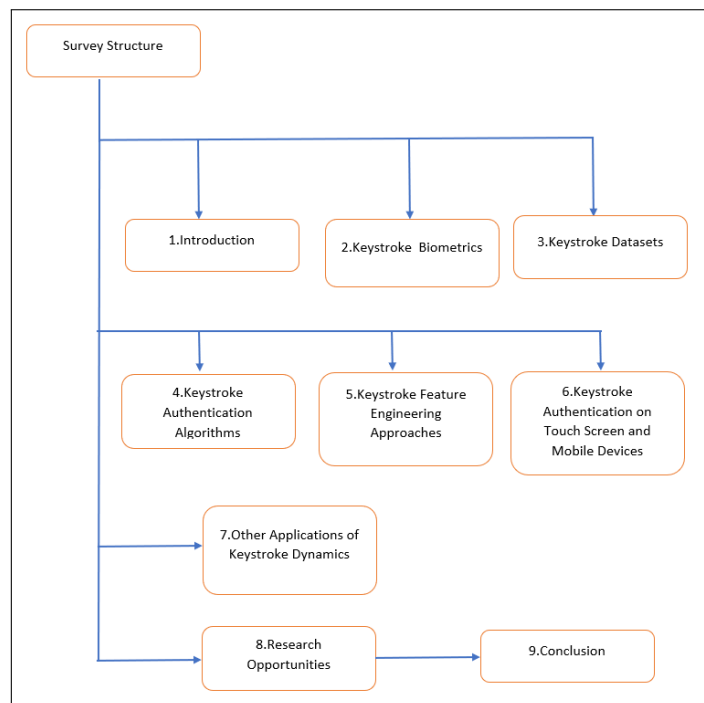 Survey Structure
1.Introduction
2.Keystroke Biometrics
3.Keystroke Datasets
4.Keystroke
Authentication
Algorithms
5.Keystroke Feature
Engineering
Approaches
6.Keystroke
Authentication on
Touch Screen and
Mobile Devices
7.Other Applications of
Keystroke Dynamics
8.Research
Opportunities
9.Conclusion